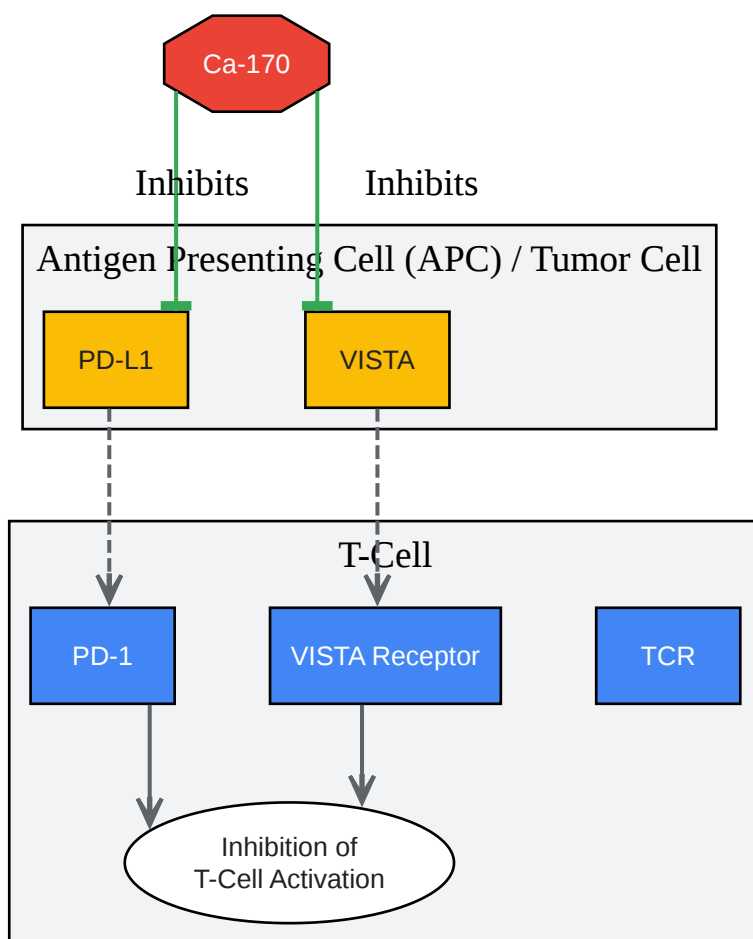 Ca-170
Inhibits
Inhibits
Antigen Presenting Cell (APC) / Tumor Cell
PD-L1
VISTA
T-Cell
PD-1
VISTA Receptor
TCR
Inhibition of
T-Cell Activation